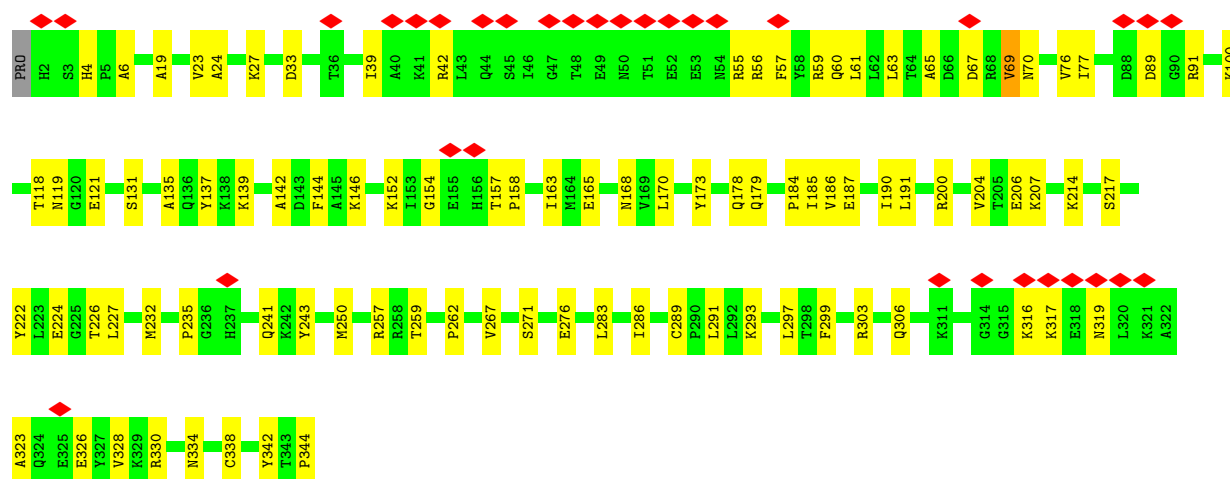 PRO H2 S3 H4 P5 A6 A19 V23 A24 K27 D33 T36 I39 A40 K41 R42 L43 Q44 S45 I46 G47 T48 E49 N50 T51 E52 E53 N54 R55 R56 F57 Y58 R59 Q60 L61 L62 L63 T64 A65 D66 D67 R68 V69 N70 V76 I77 D88 D89 G90 R91 K100
T118 N119 G120 E121 S131 A135 Q136 Y137 K138 K139 A142 D143 F144 A145 K146 K152 I153 G154 E155 H156 T157 P158 I163 M164 E165 N168 V169 L170 Y173 Q178 Q179 P184 I185 V186 E187 I190 L191 R200 V204 T205 E206 K207 K214 S217
Y222 L223 E224 G225 T226 L227 M232 P235 G236 H237 Q241 K242 Y243 M250 R257 R258 T259 P262 V267 S271 E276 L283 I286 C289 P290 L291 L292 K293 L297 T298 F299 R303 Q306 K311 G314 G315 K316 K317 E318 N319 L320 K321 A322
A323 Q324 E325 E326 Y327 V328 K329 R330 N334 C338 Y342 T343 P344